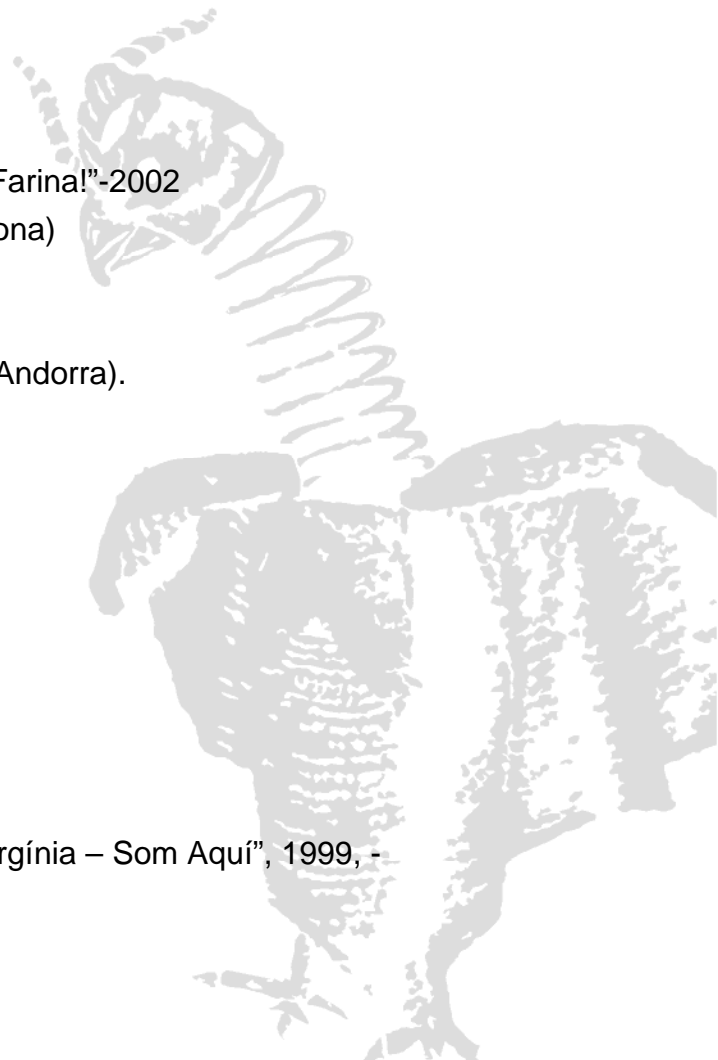 Farina!”-2002
ona)
Andorra).
rgínia – Som Aquí”, 1999, -